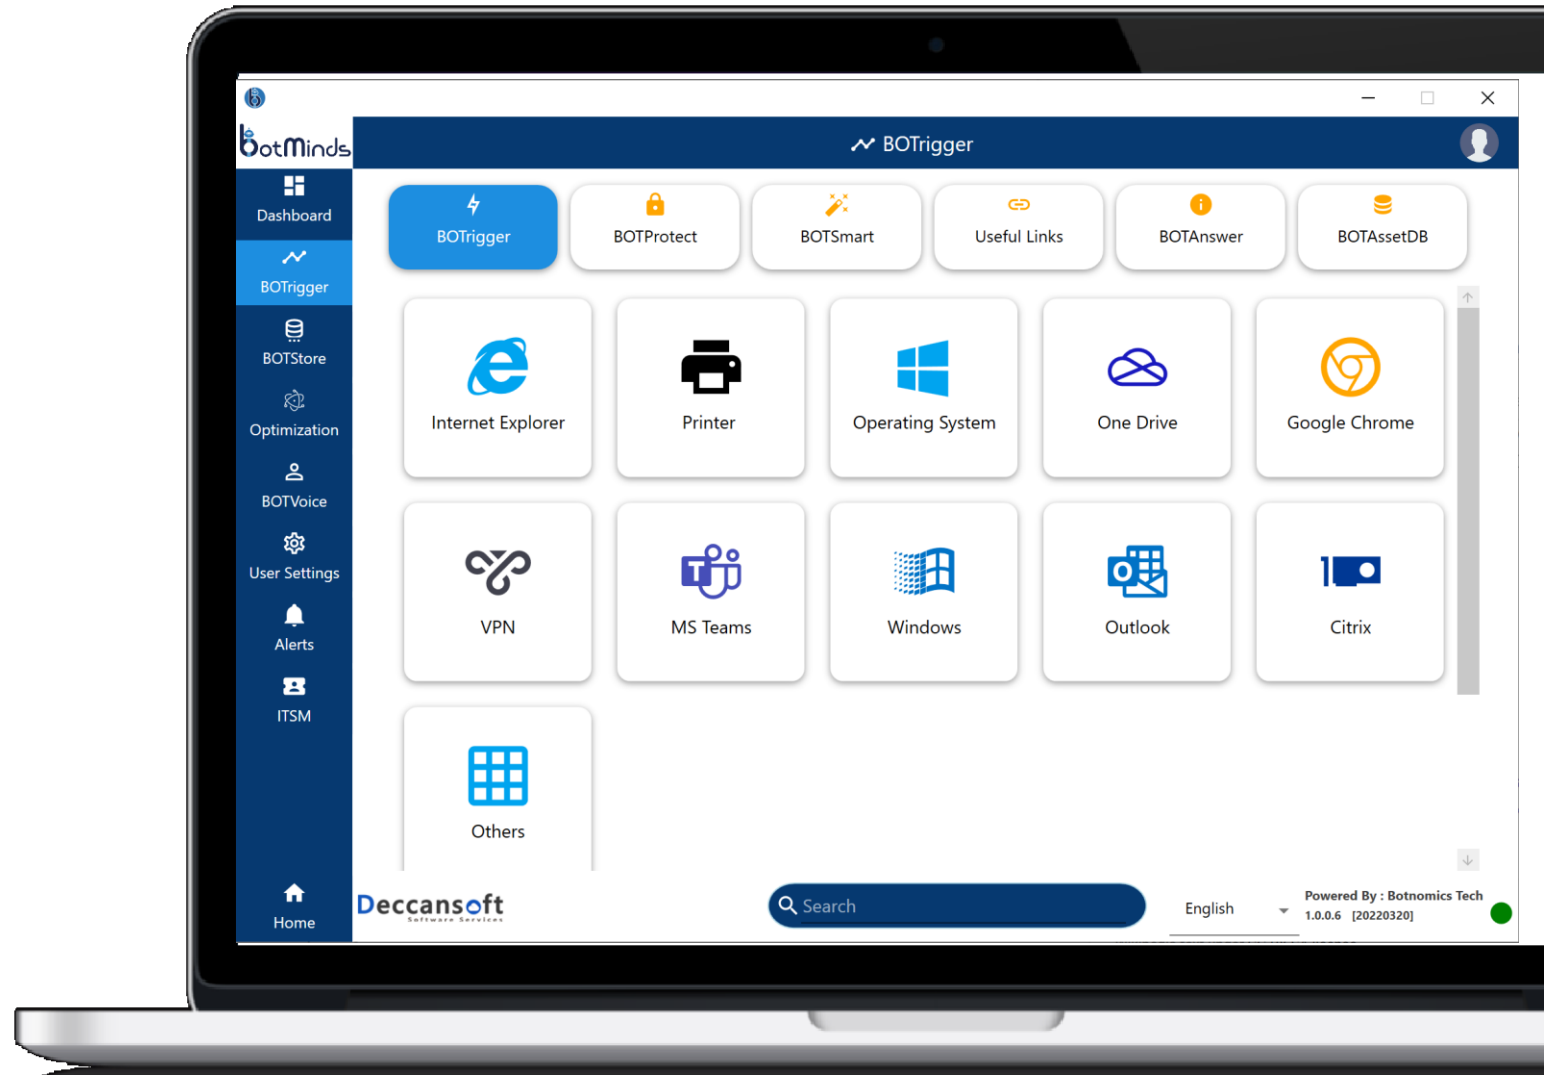 botMinds
BOTrigger
Dashboard
BOTrigger
BOTStore
Optimization
BOTVoice
User Settings
Alerts
ITSM
Home
BOTrigger
BOTProtect
BOTSmart
Useful Links
BOTAnswer
BOTAssetDB
Internet Explorer
Printer
Operating System
One Drive
Google Chrome
VPN
MS Teams
Windows
Outlook
Citrix
Others
Deccansoft
Software Services
Search
English
Powered By : Botnomics Tech
1.0.0.6 [20220320]